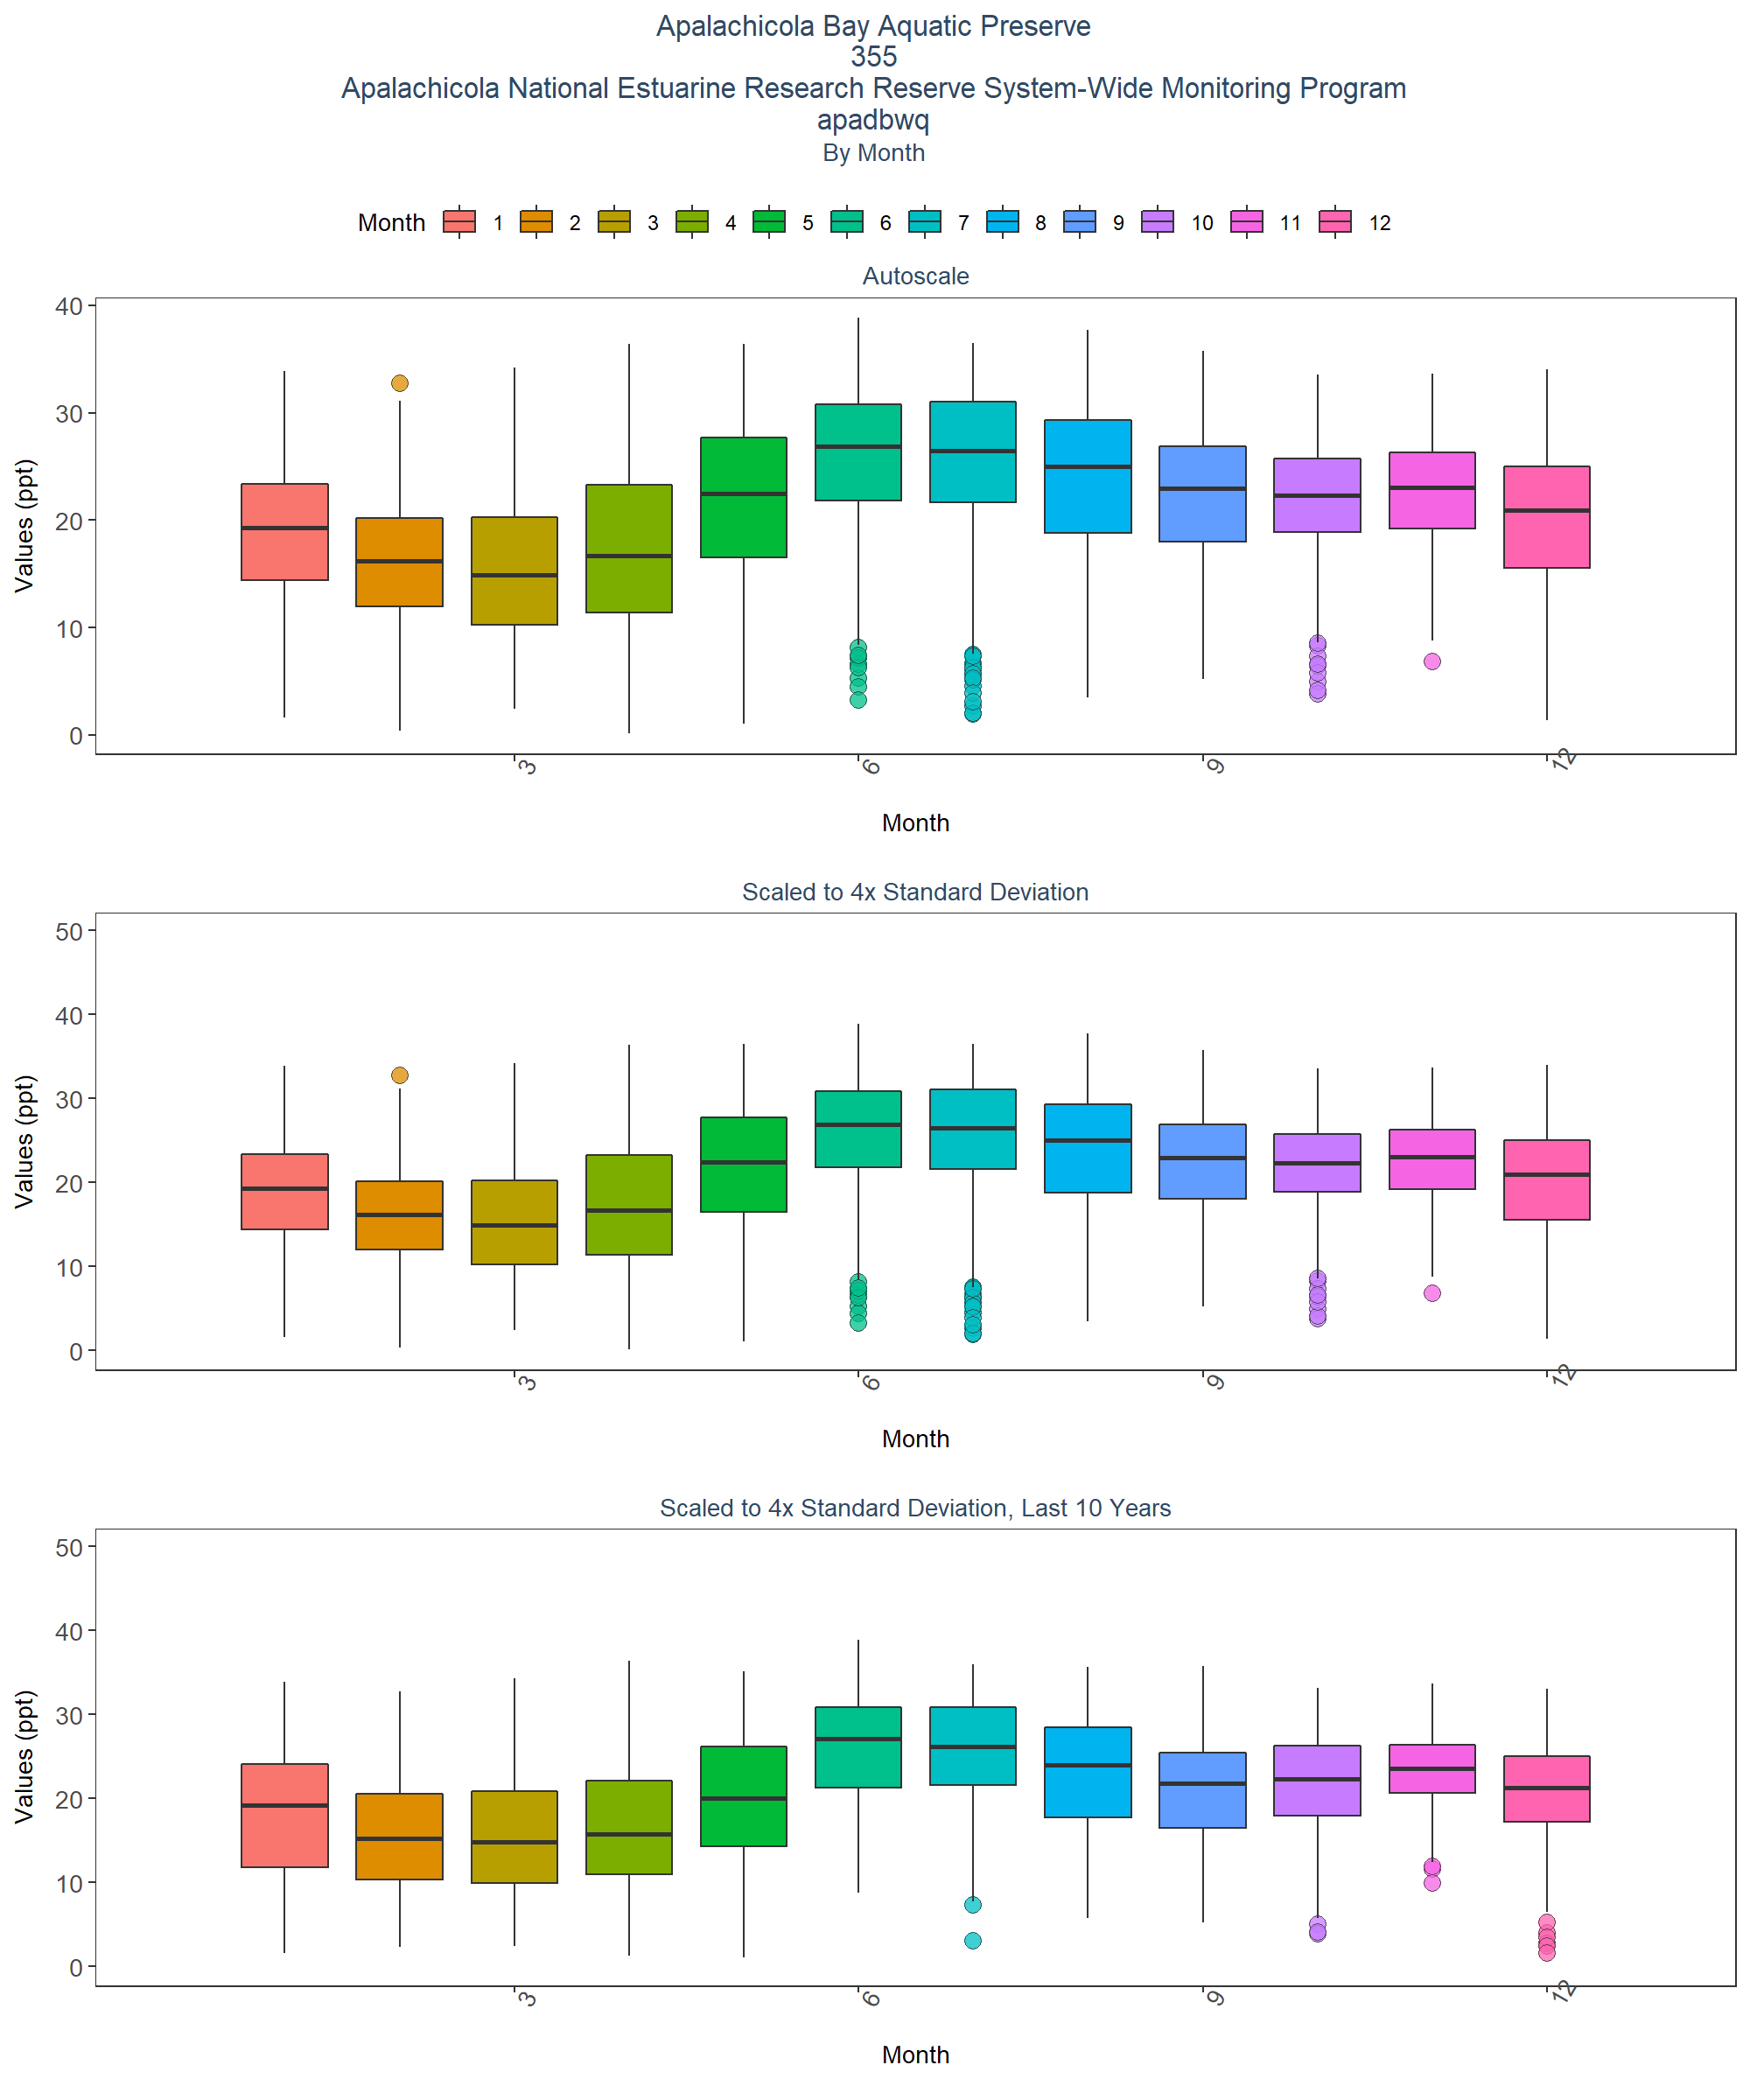 Apalachicola Bay Aquatic Preserve
355
Apalachicola National Estuarine Research Reserve System-Wide Monitoring Program
apadbwq
By Month
Month 1 2 3 4 5 6 7 8 9 10 11 12
Autoscale
Values (ppt)
40
30
20
10
0
3 6 9 12
Month
Scaled to 4x Standard Deviation
Values (ppt)
50
40
30
20
10
0
3 6 9 12
Month
Scaled to 4x Standard Deviation, Last 10 Years
Values (ppt)
50
40
30
20
10
0
3 6 9 12
Month